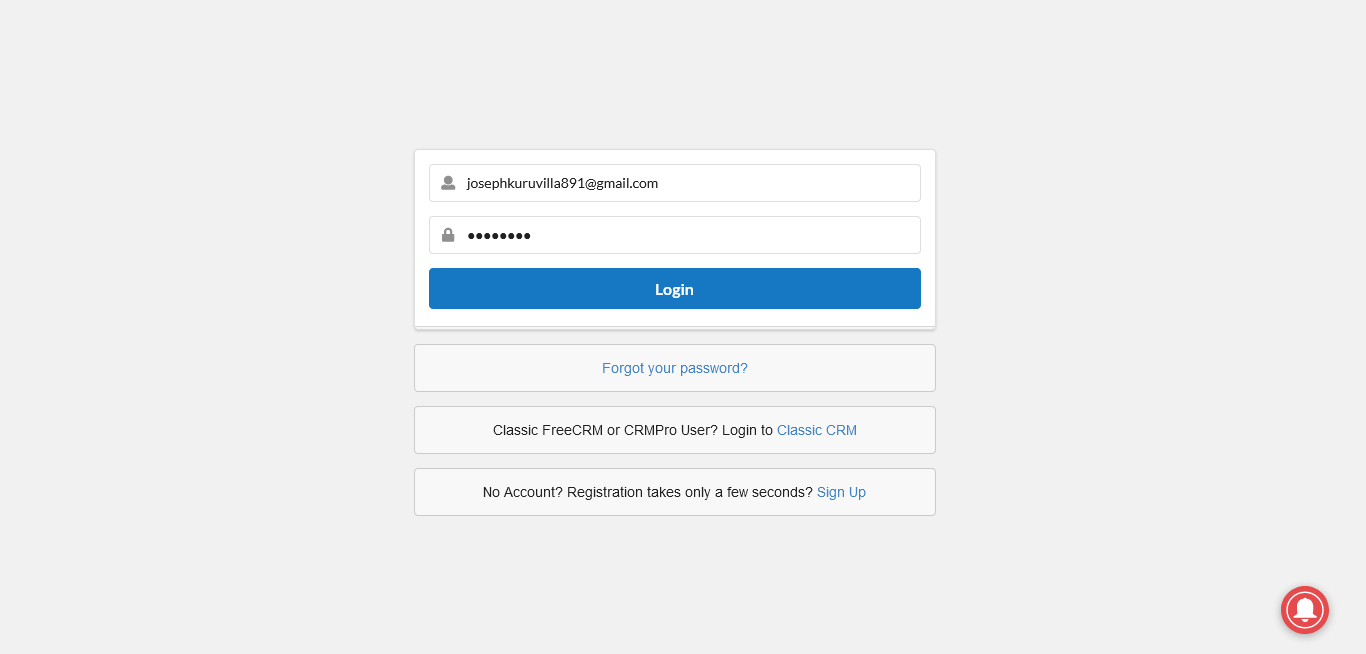 josephkuruvilla891@gmail.com
••••••••
Login
Forgot your password?
Classic FreeCRM or CRMPro User? Login to Classic CRM
No Account? Registration takes only a few seconds? Sign Up